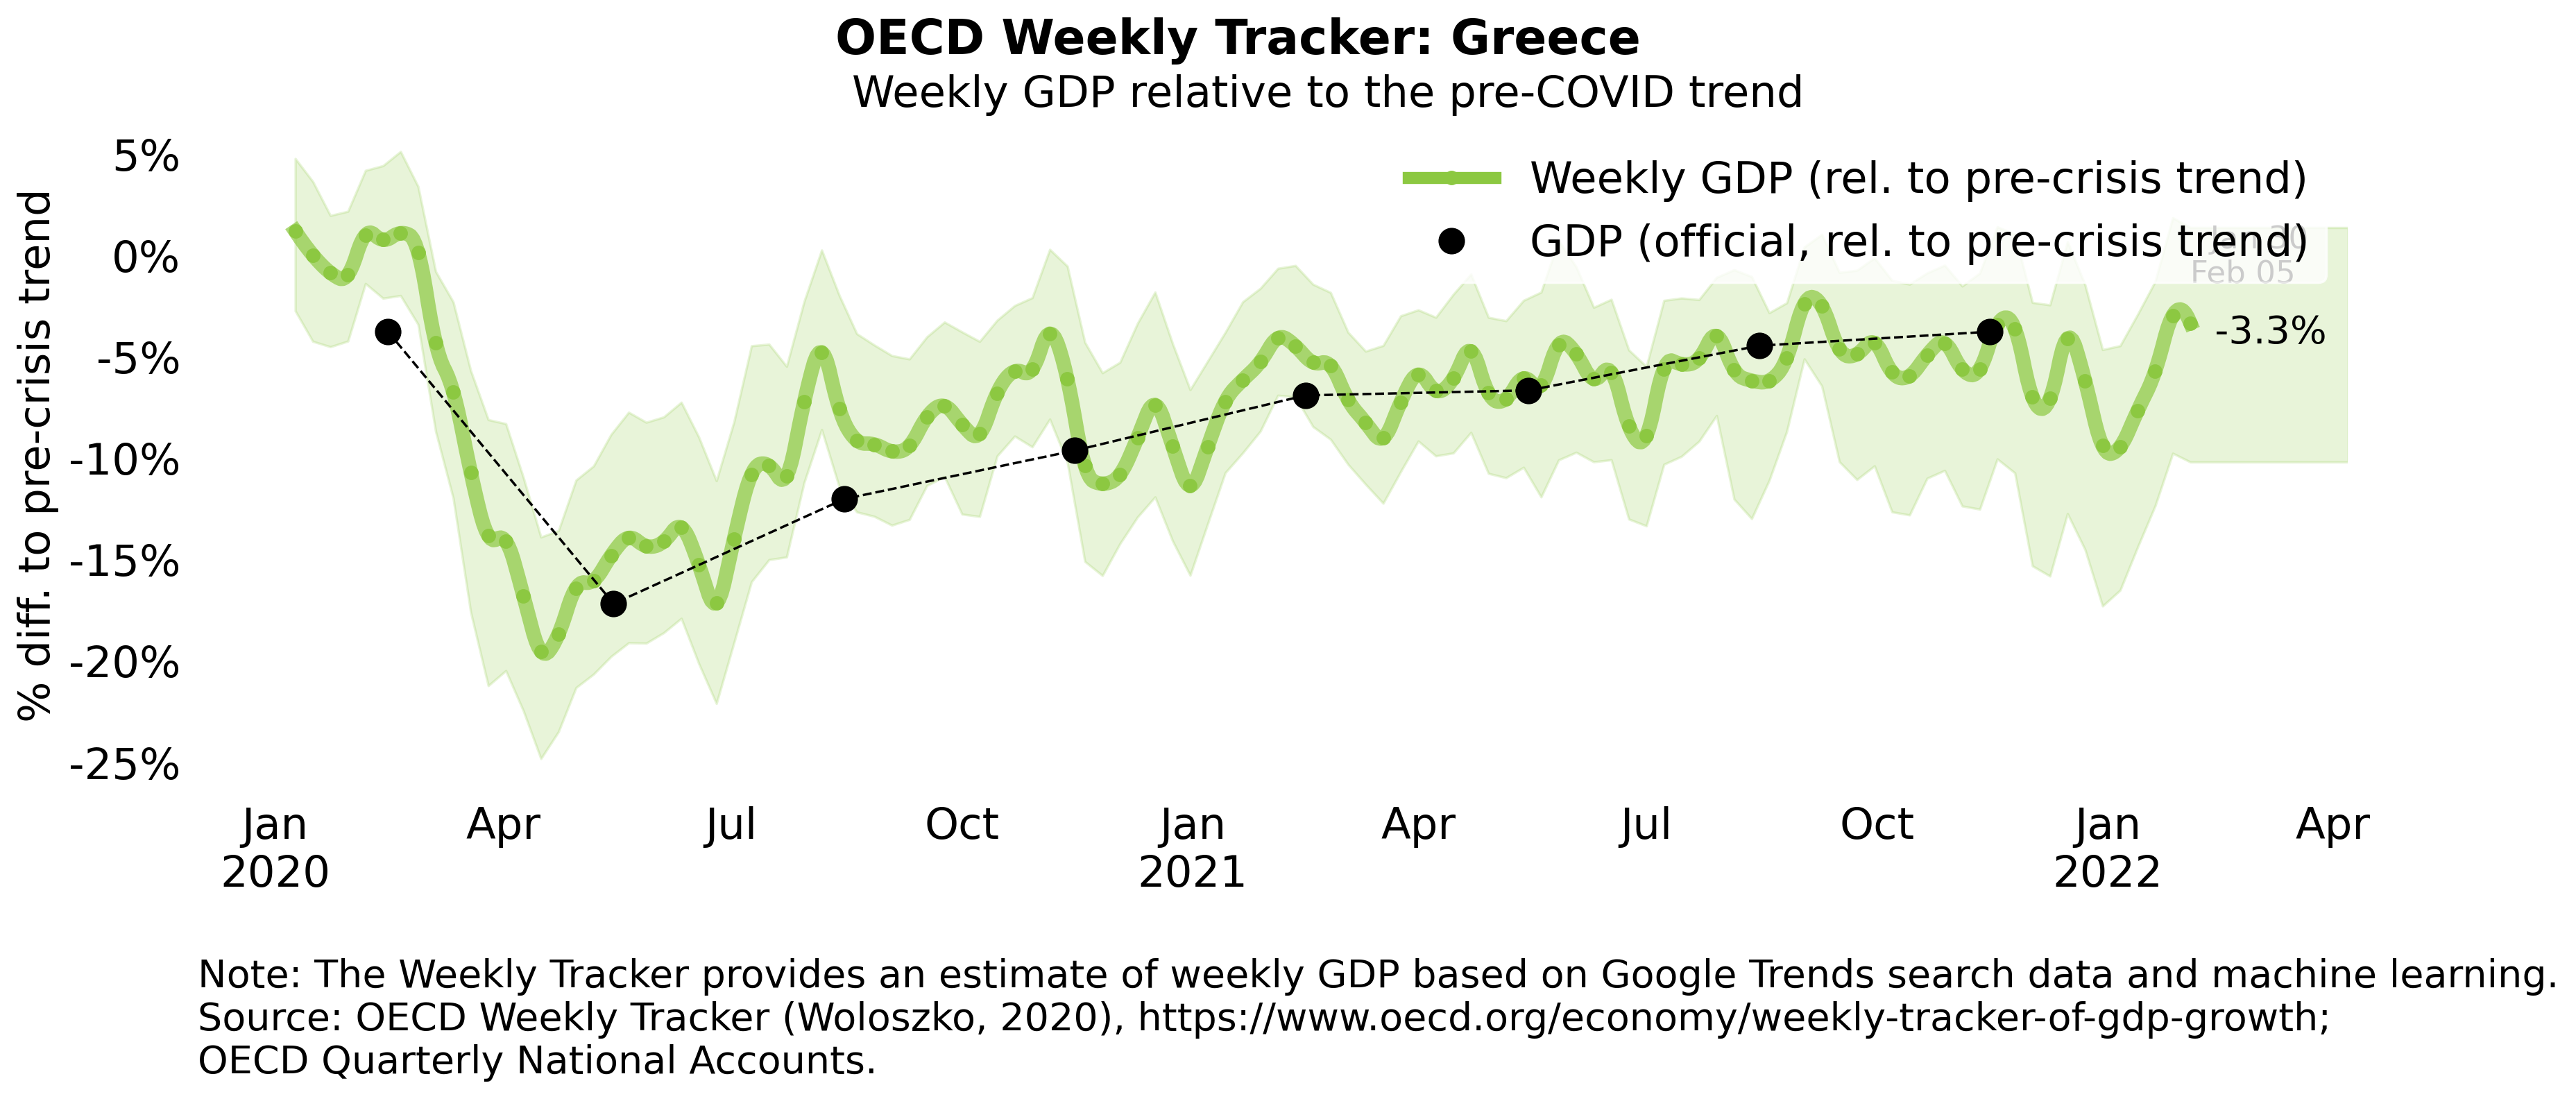 OECD Weekly Tracker: Greece
Weekly GDP relative to the pre-COVID trend
% diff. to pre-crisis trend
5%
0%
-5%
-10%
-15%
-20%
-25%
Weekly GDP (rel. to pre-crisis trend)
GDP (official, rel. to pre-crisis trend)
Jan 30
Feb 05
-3.3%
Jan Apr Jul Oct Jan Apr Jul Oct Jan Apr
2020 2021 2022
Note: The Weekly Tracker provides an estimate of weekly GDP based on Google Trends search data and machine learning.
Source: OECD Weekly Tracker (Woloszko, 2020), https://www.oecd.org/economy/weekly-tracker-of-gdp-growth;
OECD Quarterly National Accounts.